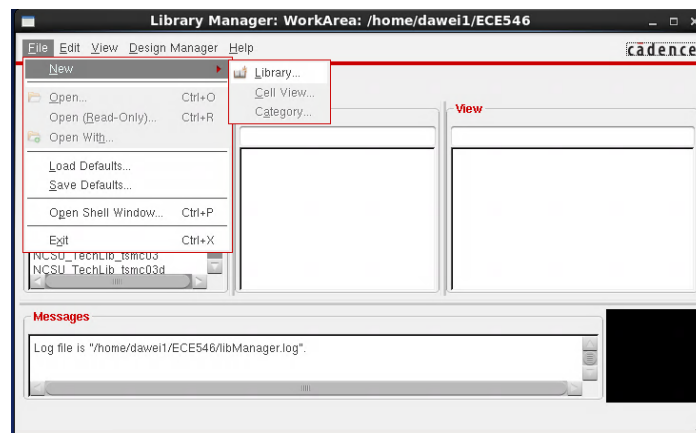 Library Manager: WorkArea: /home/dawei1/ECE546
File Edit View Design Manager Help
cādence
New
Library...
Cell View...
Category...
Open... Ctrl+O
Open (Read-Only)... Ctrl+R
Open With...
Load Defaults...
Save Defaults...
Open Shell Window... Ctrl+P
Exit Ctrl+X
View
NCSU_TechLib_tsmc03
NCSU_TechLib_tsmc03d
Messages
Log file is "/home/dawei1/ECE546/libManager.log".